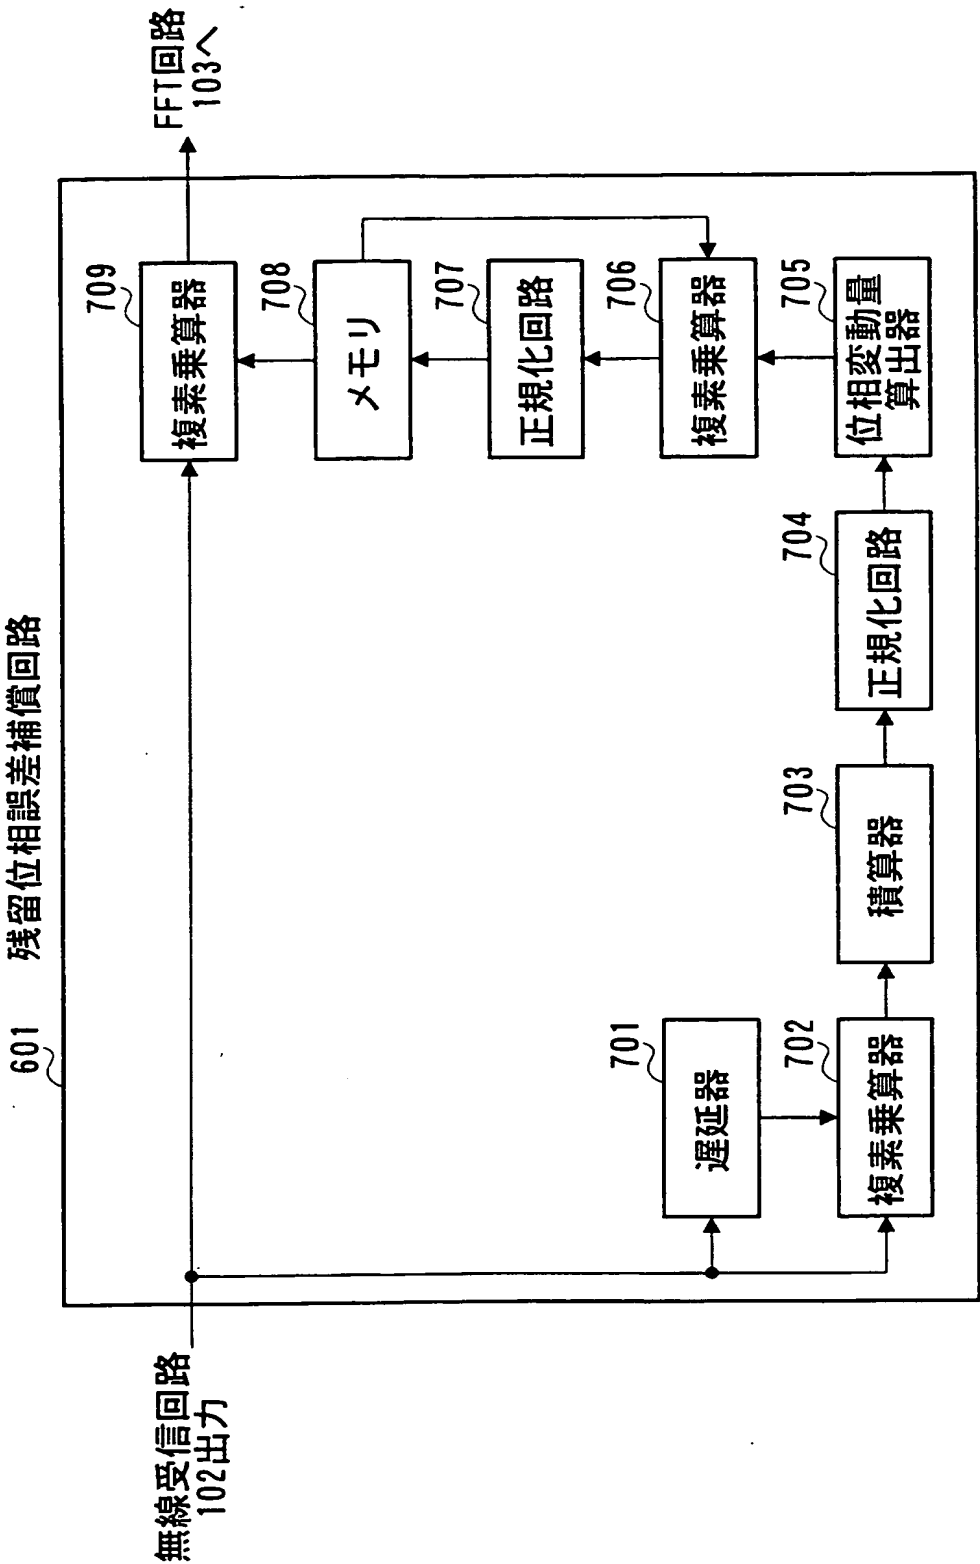 601 残留位相誤差補償回路
無線受信回路
102出力
FFT回路
103へ
709
複素乗算器
708
メモリ
707
正規化回路
706
複素乗算器
705
位相変動量
算出器
704
正規化回路
703
積算器
701
遅延器
702
複素乗算器